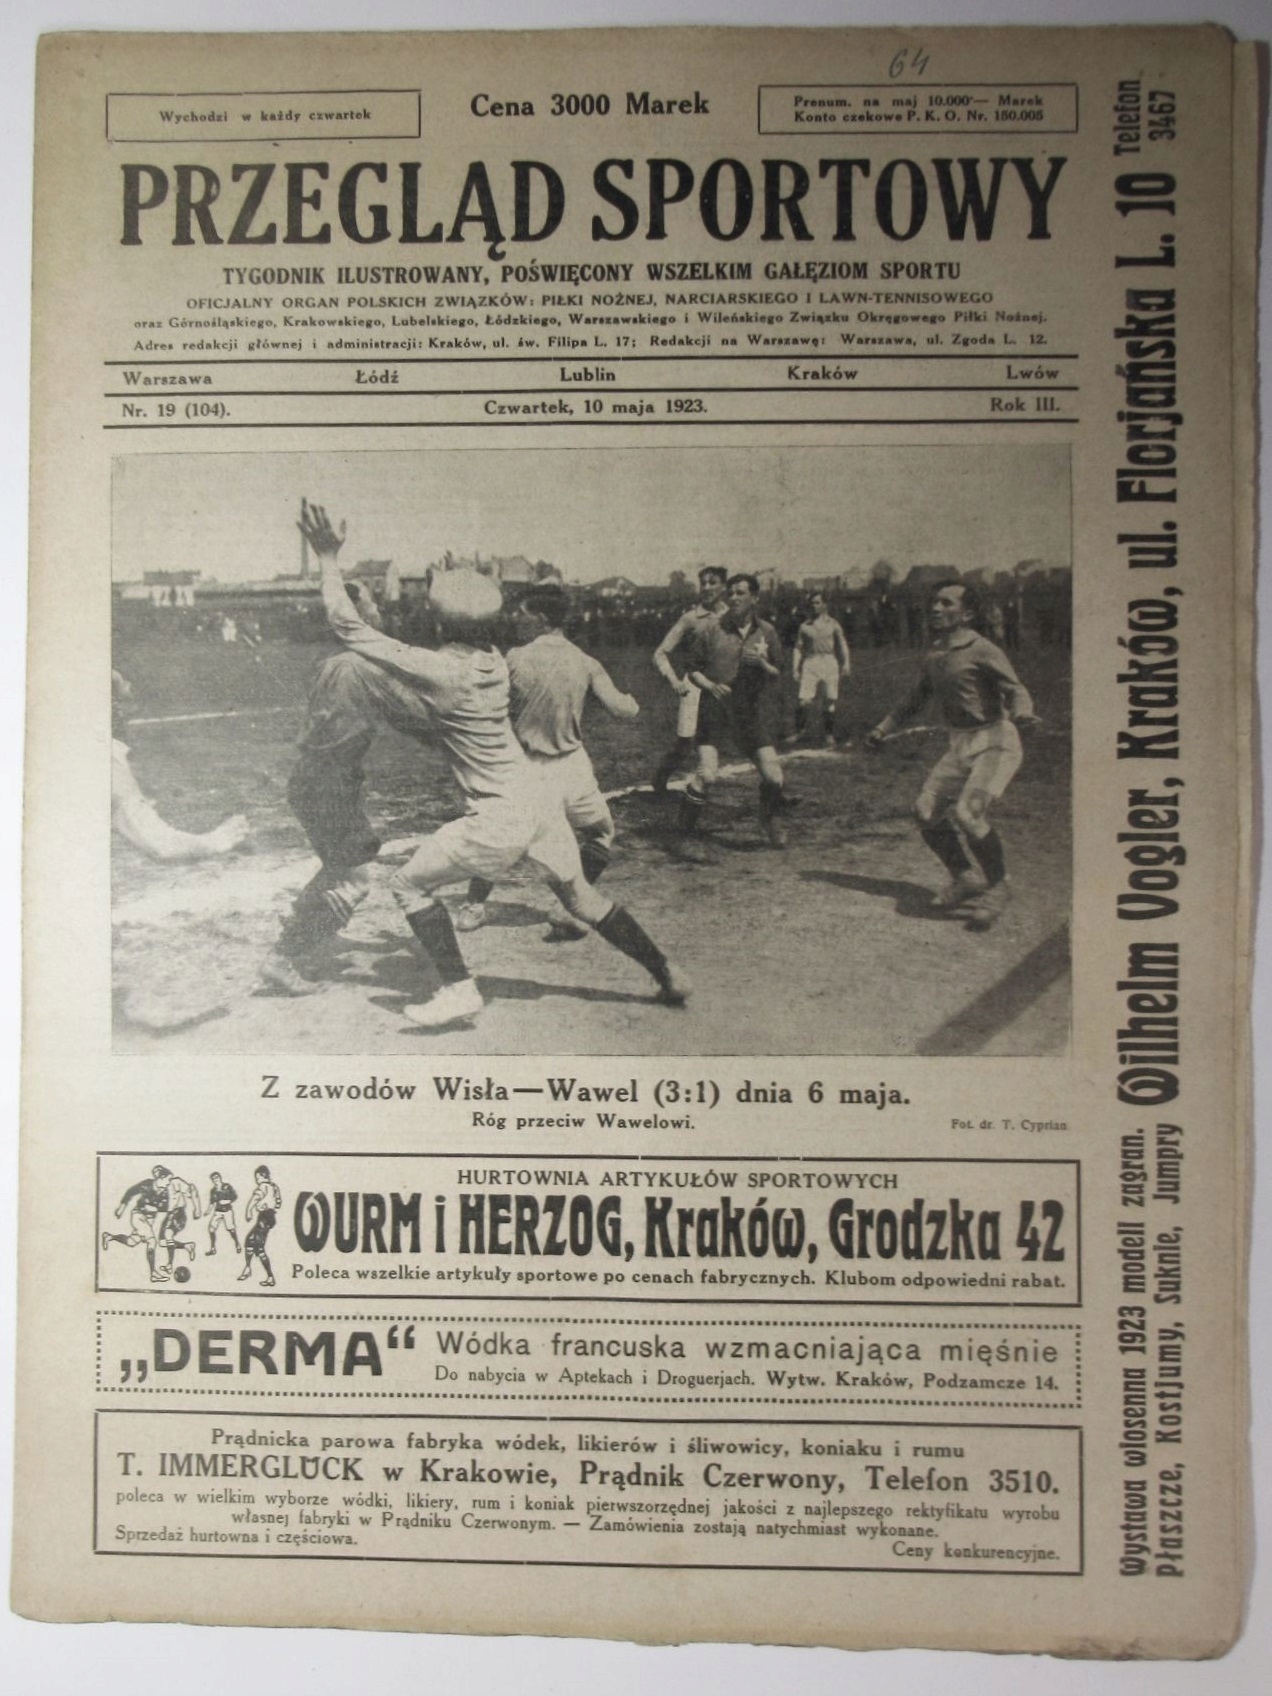 64
Wychodzi w każdy czwartek
Cena 3000 Marek
Prenum. na maj 10.000·— Marek
Konto czekowe P. K. O. Nr. 150.005
PRZEGLĄD SPORTOWY
TYGODNIK ILUSTROWANY, POŚWIĘCONY WSZELKIM GAŁĘZIOM SPORTU
OFICJALNY ORGAN POLSKICH ZWIĄZKÓW: PIŁKI NOŻNEJ, NARCIARSKIEGO I LAWN-TENNISOWEGO
oraz Górnośląskiego, Krakowskiego, Lubelskiego, Łódzkiego, Warszawskiego i Wileńskiego Związku Okręgowego Piłki Nożnej.
Adres redakcji głównej i administracji: Kraków, ul. św. Filipa L. 17; Redakcji na Warszawę: Warszawa, ul. Zgoda L. 12.
Warszawa Łódź Lublin Kraków Lwów
Nr. 19 (104). Czwartek, 10 maja 1923. Rok III.
Z zawodów Wisła—Wawel (3:1) dnia 6 maja.
Róg przeciw Wawelowi.
Fot. dr. T. Cyprian
HURTOWNIA ARTYKUŁÓW SPORTOWYCH
WURM i HERZOG, Kraków, Grodzka 42
Poleca wszelkie artykuły sportowe po cenach fabrycznych. Klubom odpowiedni rabat.
„DERMA“ Wódka francuska wzmacniająca mięśnie
Do nabycia w Aptekach i Droguerjach. Wytw. Kraków, Podzamcze 14.
Prądnicka parowa fabryka wódek, likierów i śliwowicy, koniaku i rumu
T. IMMERGLÜCK w Krakowie, Prądnik Czerwony, Telefon 3510.
poleca w wielkim wyborze wódki, likiery, rum i koniak pierwszorzędnej jakości z najlepszego rektyfikatu wyrobu
własnej fabryki w Prądniku Czerwonym. — Zamówienia zostają natychmiast wykonane.
Sprzedaż hurtowna i częściowa.
Ceny konkurencyjne.
Wystawa wiosenna 1923 modeli zagran.
Płaszcze, Kostjumy, Suknie, Jumpry
Wilhelm Vogler, Kraków, ul. Florjańska L. 10
Telefon
3467